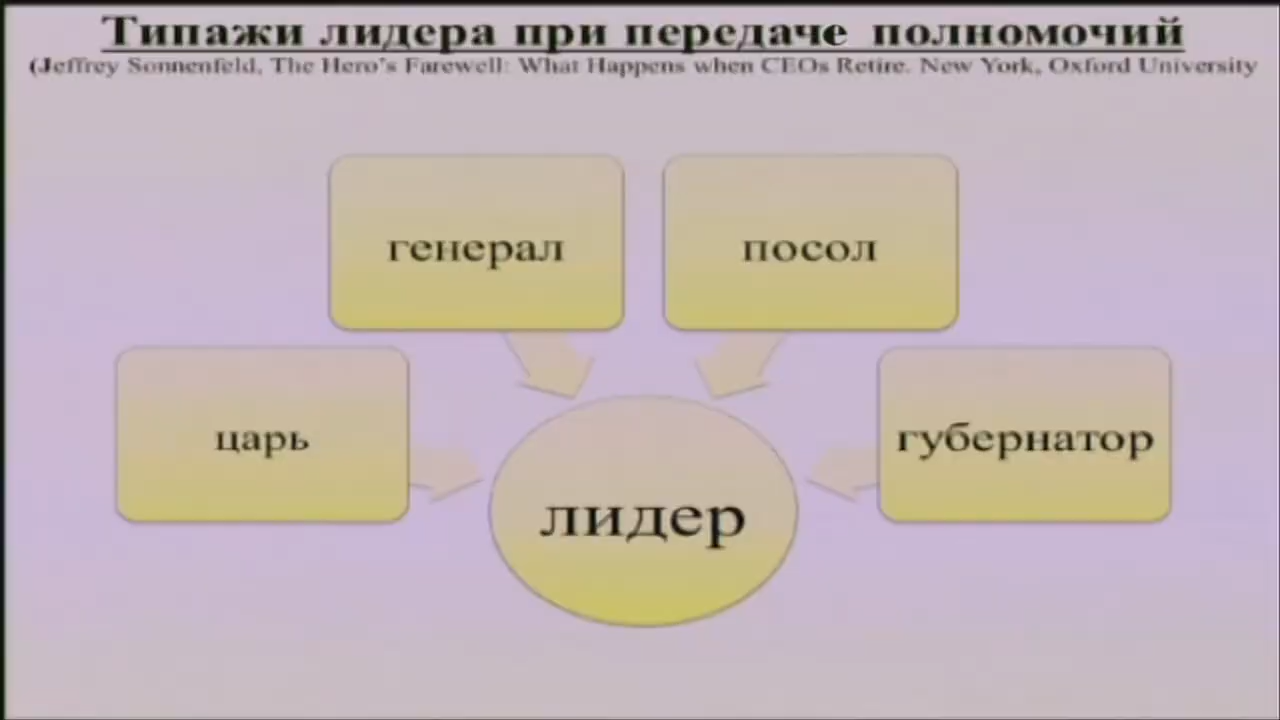 Типажи лидера при передаче полномочий
(Jeffrey Sonnenfeld, The Hero's Farewell: What Happens when CEOs Retire. New York, Oxford University
генерал
посол
царь
губернатор
лидер